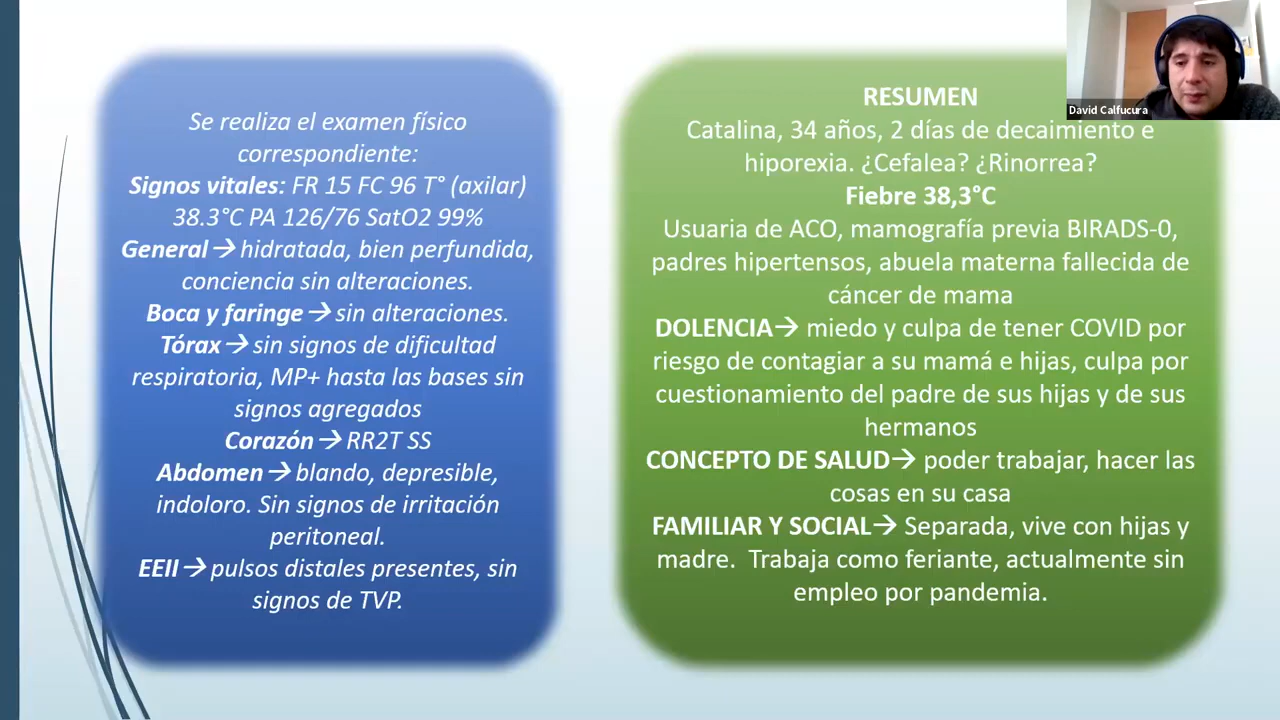 Se realiza el examen físico
correspondiente:
Signos vitales: FR 15 FC 96 T° (axilar)
38.3°C PA 126/76 SatO2 99%
General→ hidratada, bien perfundida,
conciencia sin alteraciones.
Boca y faringe→ sin alteraciones.
Tórax→ sin signos de dificultad
respiratoria, MP+ hasta las bases sin
signos agregados
Corazón→ RR2T SS
Abdomen→ blando, depresible,
indoloro. Sin signos de irritación
peritoneal.
EEII→ pulsos distales presentes, sin
signos de TVP.
RESUMEN
Catalina, 34 años, 2 días de decaimiento e
hiporexia. ¿Cefalea? ¿Rinorrea?
Fiebre 38,3°C
Usuaria de ACO, mamografía previa BIRADS-0,
padres hipertensos, abuela materna fallecida de
cáncer de mama
DOLENCIA→ miedo y culpa de tener COVID por
riesgo de contagiar a su mamá e hijas, culpa por
cuestionamiento del padre de sus hijas y de sus
hermanos
CONCEPTO DE SALUD→ poder trabajar, hacer las
cosas en su casa
FAMILIAR Y SOCIAL→ Separada, vive con hijas y
madre. Trabaja como feriante, actualmente sin
empleo por pandemia.
David Calfucura